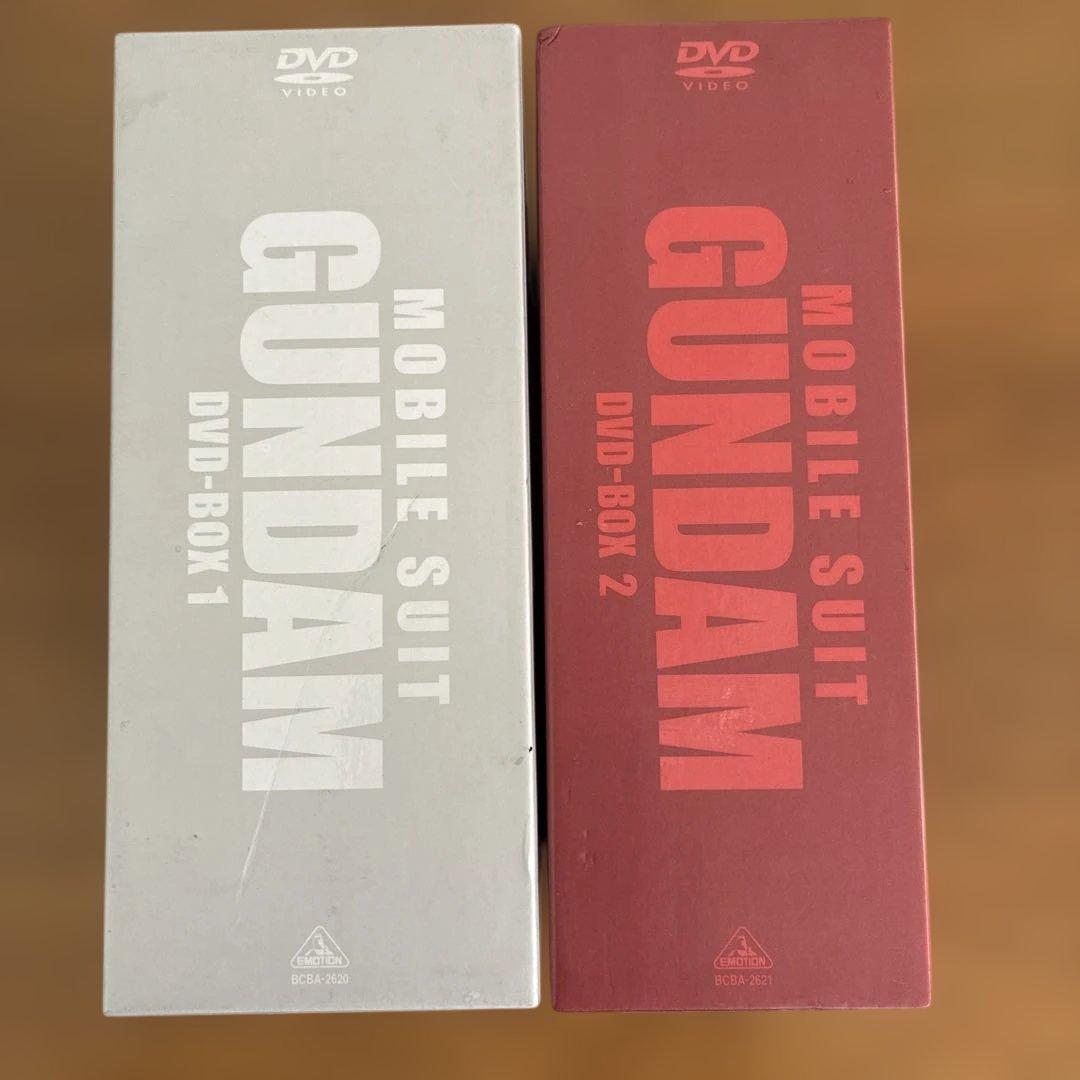 DVD
VIDEO
MOBILE SUIT
GUNDAM
DVD-BOX 1
EMOTION
BCBA-2620
DVD
VIDEO
MOBILE SUIT
GUNDAM
DVD-BOX 2
EMOTION
BCBA-2621